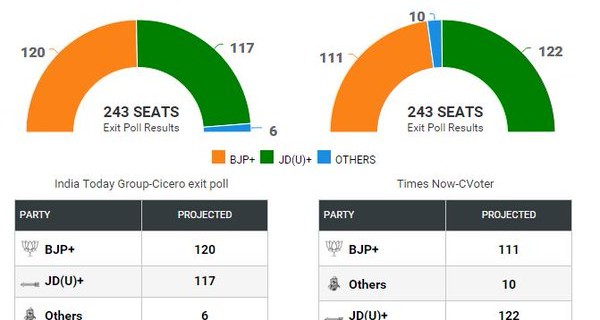 120
117
243 SEATS
Exit Poll Results
6
10
111
122
243 SEATS
Exit Poll Results
BJP+ JD(U)+ OTHERS
India Today Group-Cicero exit poll
PARTY PROJECTED
BJP+ 120
JD(U)+ 117
Others 6
Times Now-CVoter
PARTY PROJECTED
BJP+ 111
Others 10
JD(U)+ 122